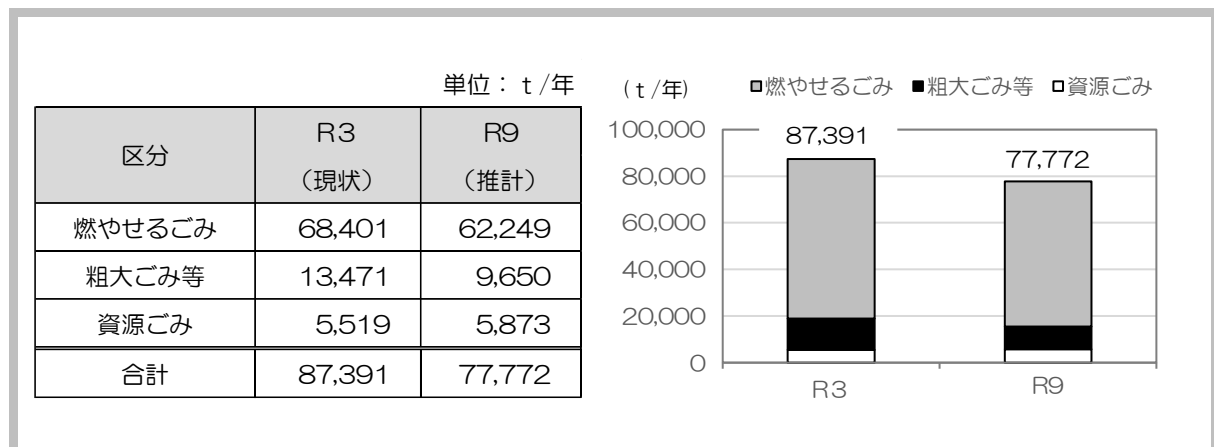 単位：ｔ/年
区分 R3 R9
（現状） （推計）
燃やせるごみ 68,401 62,249
粗大ごみ等 13,471 9,650
資源ごみ 5,519 5,873
合計 87,391 77,772
(ｔ/年) 燃やせるごみ 粗大ごみ等 資源ごみ
100,000
80,000
60,000
40,000
20,000
0
87,391
77,772
R3 R9